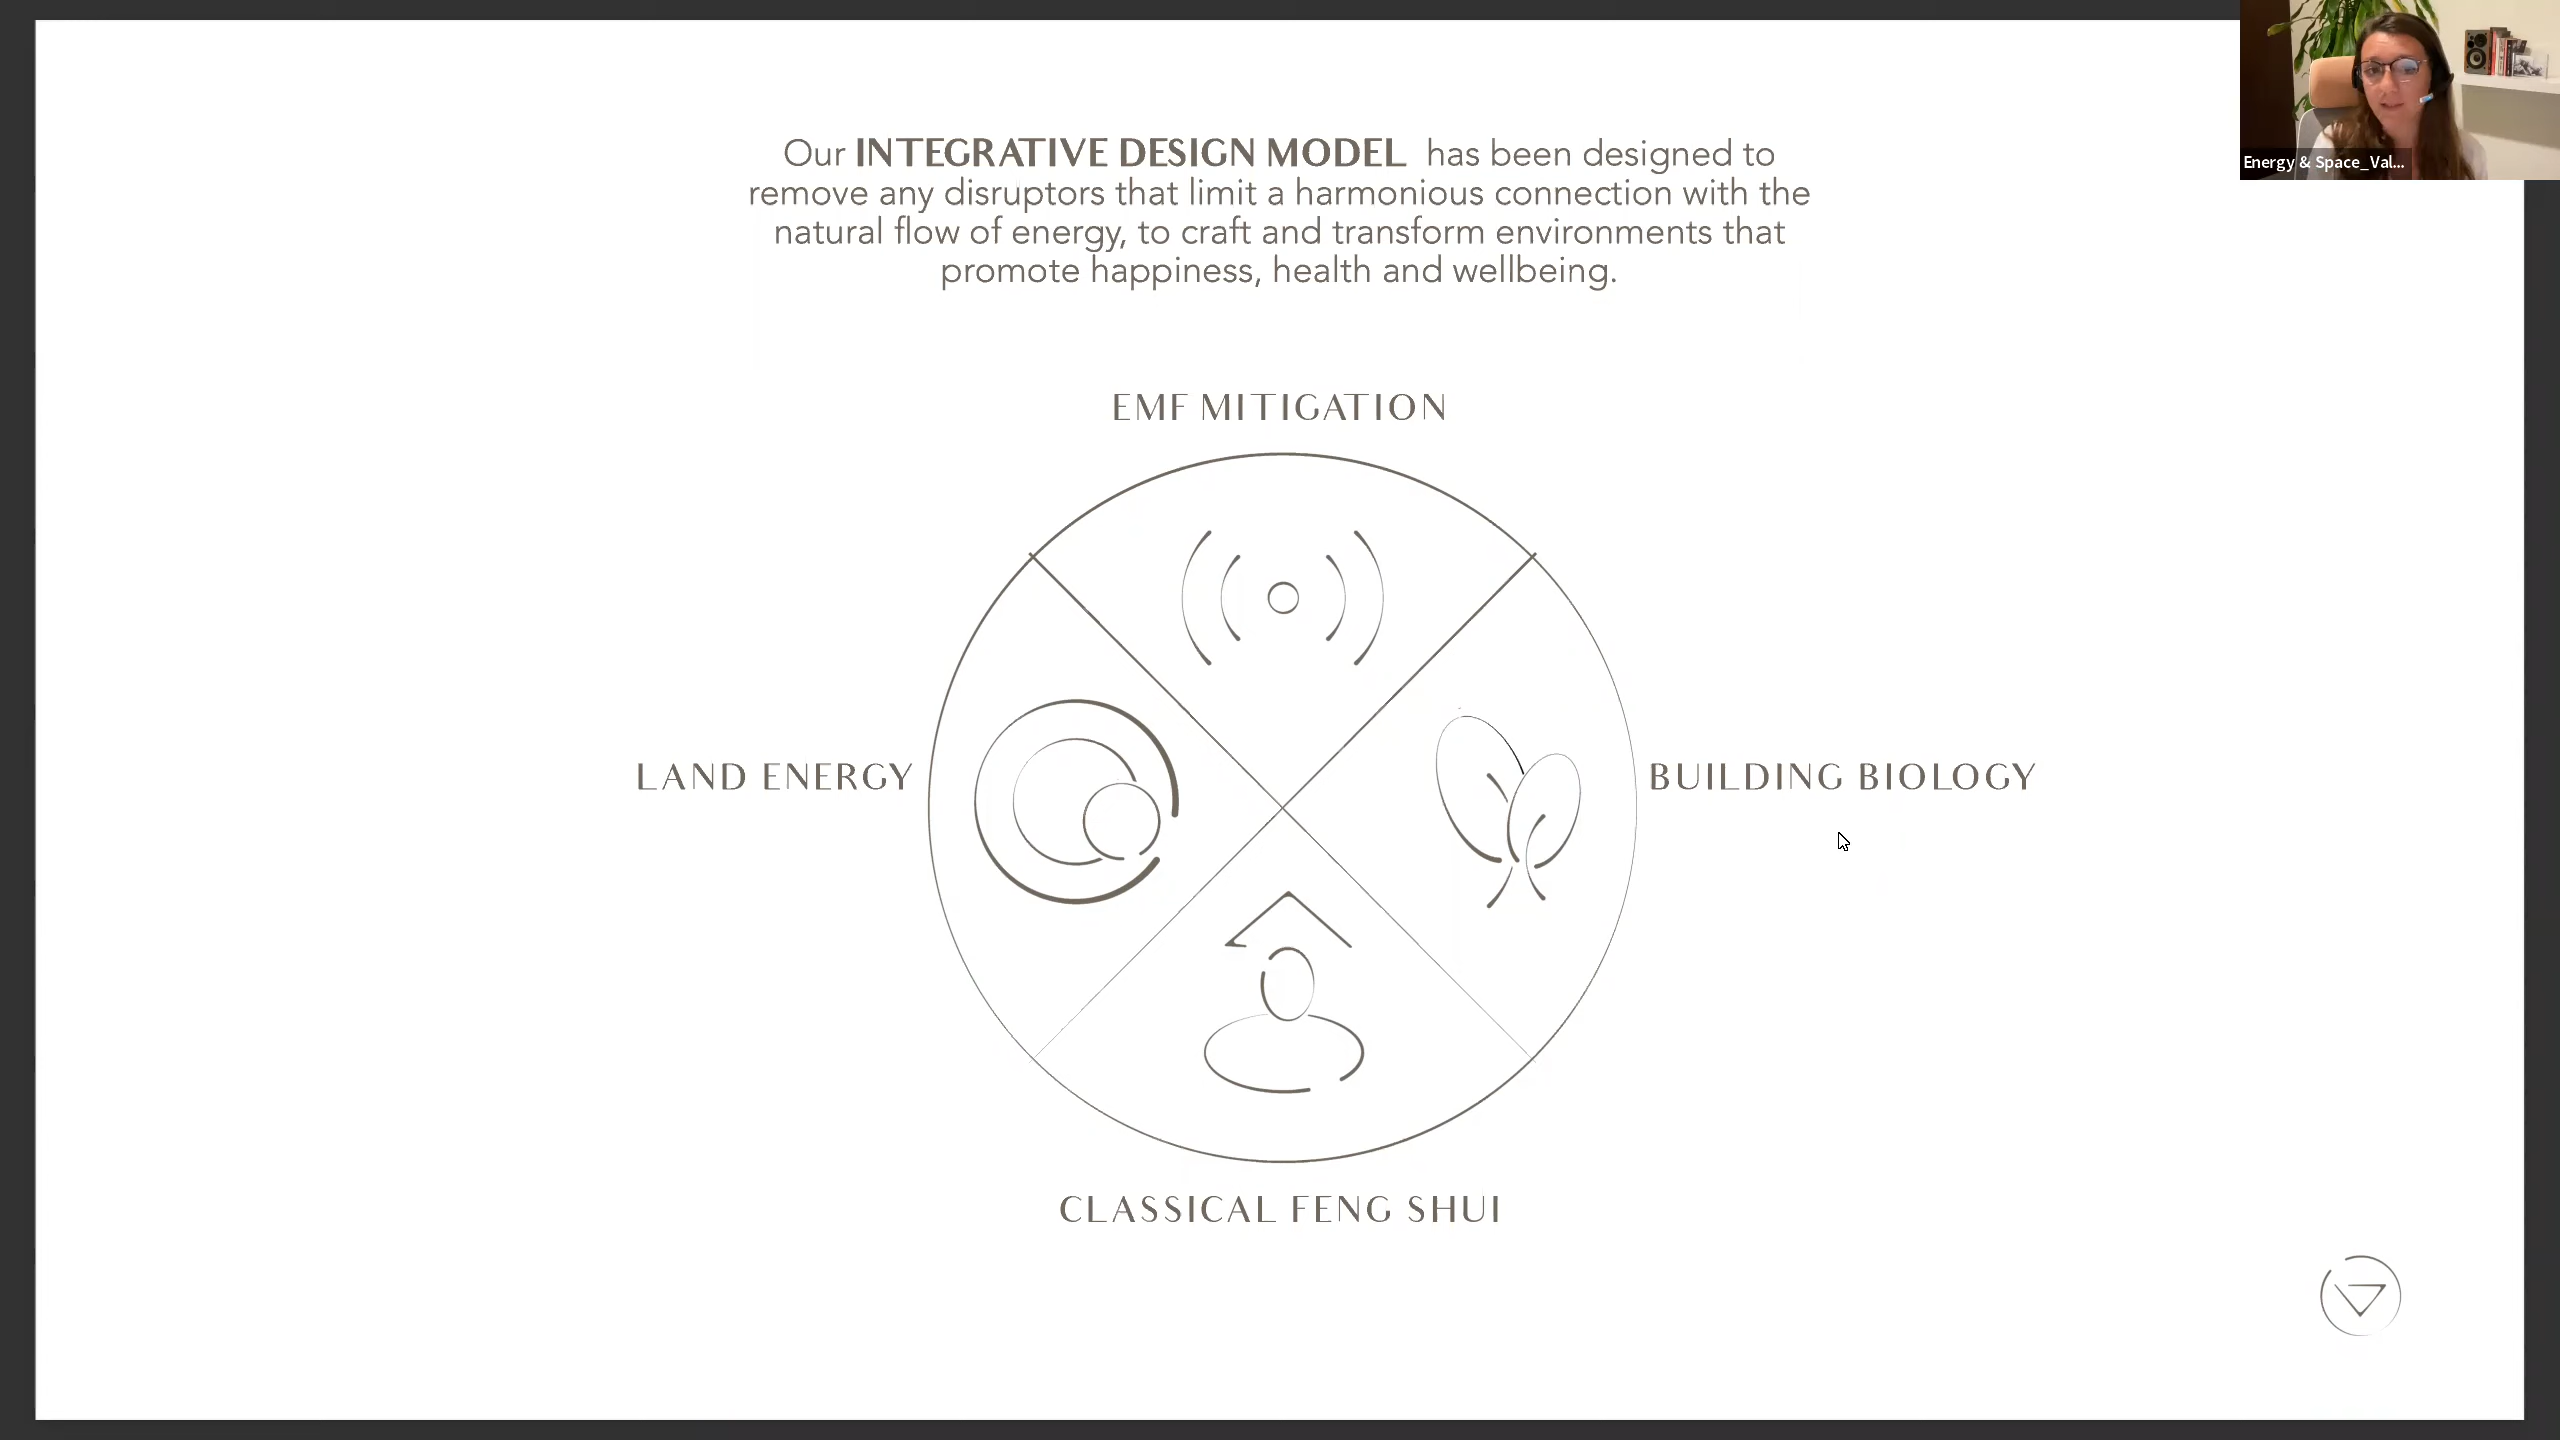 Our INTEGRATIVE DESIGN MODEL has been designed to
remove any disruptors that limit a harmonious connection with the
natural flow of energy, to craft and transform environments that
promote happiness, health and wellbeing.
Energy & Space_Val...
EMF MITIGATION
LAND ENERGY
BUILDING BIOLOGY
CLASSICAL FENG SHUI